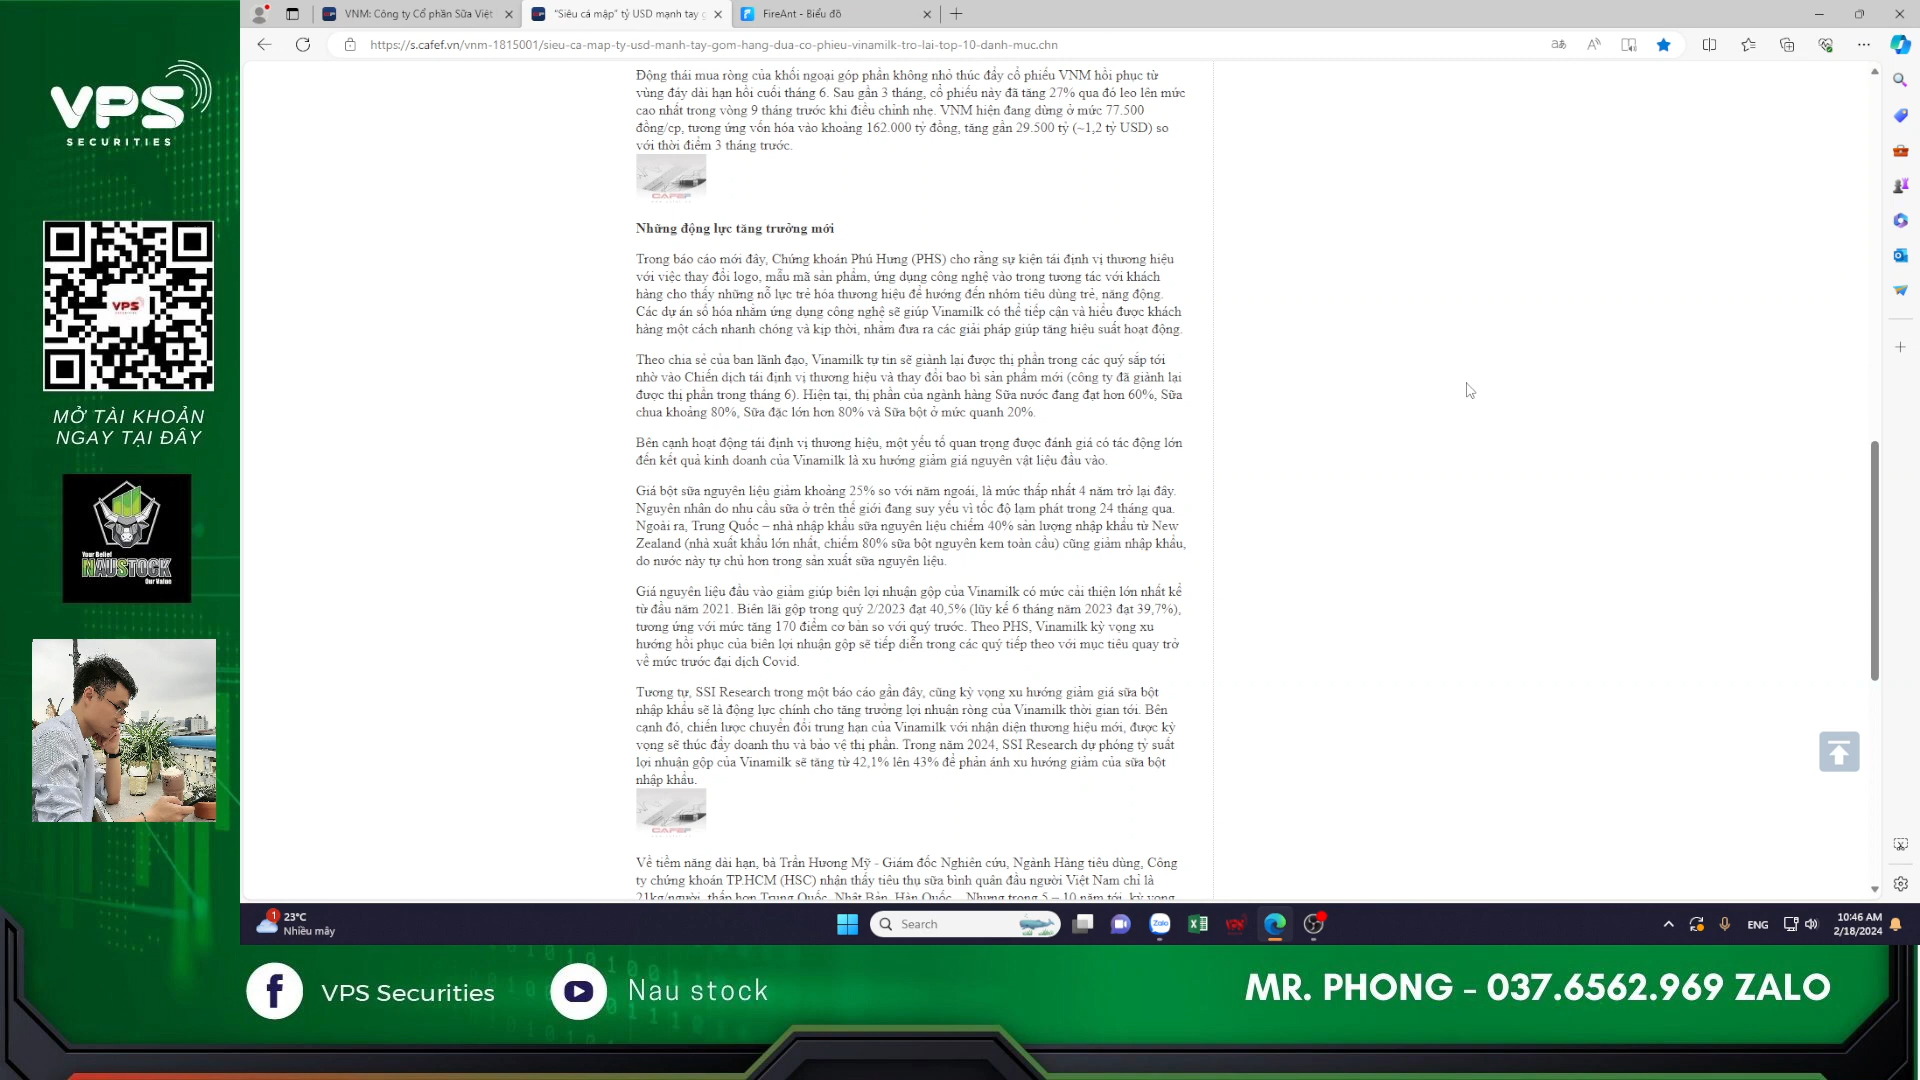 VNM: Công ty Cổ phần Sữa Việt
"Siêu cá mập" tỷ USD mạnh tay g
FireAnt - Biểu đồ
https://s.cafef.vn/vnm-1815001/sieu-ca-map-ty-usd-manh-tay-gom-hang-dua-co-phieu-vinamilk-tro-lai-top-10-danh-muc.chn
VPS
SECURITIES
VPS
MỞ TÀI KHOẢN
NGAY TẠI ĐÂY
Your Belief
NAUSTOCK
Our Value
Động thái mua ròng của khối ngoại góp phần không nhỏ thúc đẩy cổ phiếu VNM hồi phục từ
vùng đáy dài hạn hồi cuối tháng 6. Sau gần 3 tháng, cổ phiếu này đã tăng 27% qua đó leo lên mức
cao nhất trong vòng 9 tháng trước khi điều chỉnh nhẹ. VNM hiện đang dừng ở mức 77.500
đồng/cp, tương ứng vốn hóa vào khoảng 162.000 tỷ đồng, tăng gần 29.500 tỷ (~1,2 tỷ USD) so
với thời điểm 3 tháng trước.
CAFEF
Những động lực tăng trưởng mới
Trong báo cáo mới đây, Chứng khoán Phú Hưng (PHS) cho rằng sự kiện tái định vị thương hiệu
với việc thay đổi logo, mẫu mã sản phẩm, ứng dụng công nghệ vào trong tương tác với khách
hàng cho thấy những nỗ lực trẻ hóa thương hiệu để hướng đến nhóm tiêu dùng trẻ, năng động.
Các dự án số hóa nhằm ứng dụng công nghệ sẽ giúp Vinamilk có thể tiếp cận và hiểu được khách
hàng một cách nhanh chóng và kịp thời, nhằm đưa ra các giải pháp giúp tăng hiệu suất hoạt động.
Theo chia sẻ của ban lãnh đạo, Vinamilk tự tin sẽ giành lại được thị phần trong các quý sắp tới
nhờ vào Chiến dịch tái định vị thương hiệu và thay đổi bao bì sản phẩm mới (công ty đã giành lại
được thị phần trong tháng 6). Hiện tại, thị phần của ngành hàng Sữa nước đang đạt hơn 60%, Sữa
chua khoảng 80%, Sữa đặc lớn hơn 80% và Sữa bột ở mức quanh 20%.
Bên cạnh hoạt động tái định vị thương hiệu, một yếu tố quan trọng được đánh giá có tác động lớn
đến kết quả kinh doanh của Vinamilk là xu hướng giảm giá nguyên vật liệu đầu vào.
Giá bột sữa nguyên liệu giảm khoảng 25% so với năm ngoái, là mức thấp nhất 4 năm trở lại đây.
Nguyên nhân do nhu cầu sữa ở trên thế giới đang suy yếu vì tốc độ lạm phát trong 24 tháng qua.
Ngoài ra, Trung Quốc – nhà nhập khẩu sữa nguyên liệu chiếm 40% sản lượng nhập khẩu từ New
Zealand (nhà xuất khẩu lớn nhất, chiếm 80% sữa bột nguyên kem toàn cầu) cũng giảm nhập khẩu,
do nước này tự chủ hơn trong sản xuất sữa nguyên liệu.
Giá nguyên liệu đầu vào giảm giúp biên lợi nhuận gộp của Vinamilk có mức cải thiện lớn nhất kể
từ đầu năm 2021. Biên lãi gộp trong quý 2/2023 đạt 40,5% (lũy kế 6 tháng năm 2023 đạt 39,7%),
tương ứng với mức tăng 170 điểm cơ bản so với quý trước. Theo PHS, Vinamilk kỳ vọng xu
hướng hồi phục của biên lợi nhuận gộp sẽ tiếp diễn trong các quý tiếp theo với mục tiêu quay trở
về mức trước đại dịch Covid.
Tương tự, SSI Research trong một báo cáo gần đây, cũng kỳ vọng xu hướng giảm giá sữa bột
nhập khẩu sẽ là động lực chính cho tăng trưởng lợi nhuận ròng của Vinamilk thời gian tới. Bên
cạnh đó, chiến lược chuyển đổi trung hạn của Vinamilk với nhận diện thương hiệu mới, được kỳ
vọng sẽ thúc đẩy doanh thu và bảo vệ thị phần. Trong năm 2024, SSI Research dự phóng tỷ suất
lợi nhuận gộp của Vinamilk sẽ tăng từ 42,1% lên 43% để phản ánh xu hướng giảm của sữa bột
nhập khẩu.
CAFEF
Về tiềm năng dài hạn, bà Trần Hương Mỹ - Giám đốc Nghiên cứu, Ngành Hàng tiêu dùng, Công
ty chứng khoán TP.HCM (HSC) nhận thấy tiêu thụ sữa bình quân đầu người Việt Nam chỉ là
21kg/người, thấp hơn Trung Quốc, Nhật Bản, Hàn Quốc... Nhưng trong 5 – 10 năm tới, kỳ vọng
1
23°C
Nhiều mây
Search
Zalo
ENG
10:46 AM
2/18/2024
VPS Securities
Nau stock
MR. PHONG - 037.6562.969 ZALO